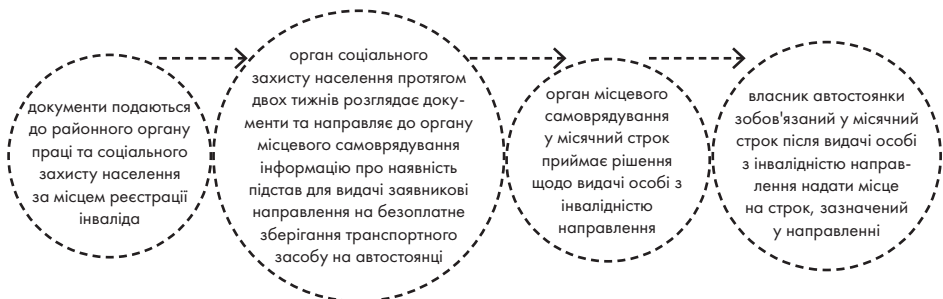 документи подаються
до районного органу
праці та соціального
захисту населення
за місцем реєстрації
інваліда
орган соціального
захисту населення протягом
двох тижнів розглядає доку-
менти та направляє до органу
місцевого самоврядування
інформацію про наявність
підстав для видачі заявникові
направлення на безоплатне
зберігання транспортного
засобу на автостоянці
орган місцевого
самоврядування
у місячний строк
приймає рішення
щодо видачі особі з
інвалідністю
направлення
власник автостоянки
зобов'язаний у місячний
строк після видачі особі
з інвалідністю направ-
лення надати місце
на строк, зазначений
у направленні